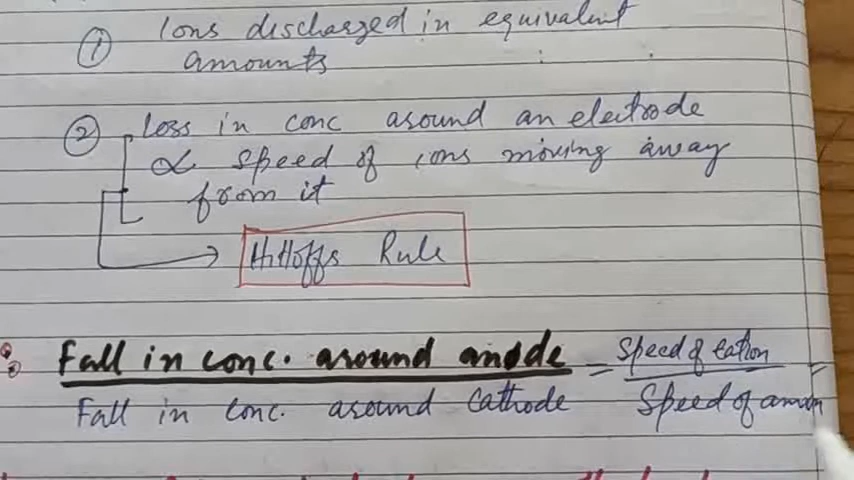 ① Ions discharged in equivalent
amounts
② Loss in conc around an electrode
∝ speed of ions moving away
from it
Hittoffs Rule
Fall in conc. around anode = Speed of cation =
Fall in conc. around cathode Speed of anion